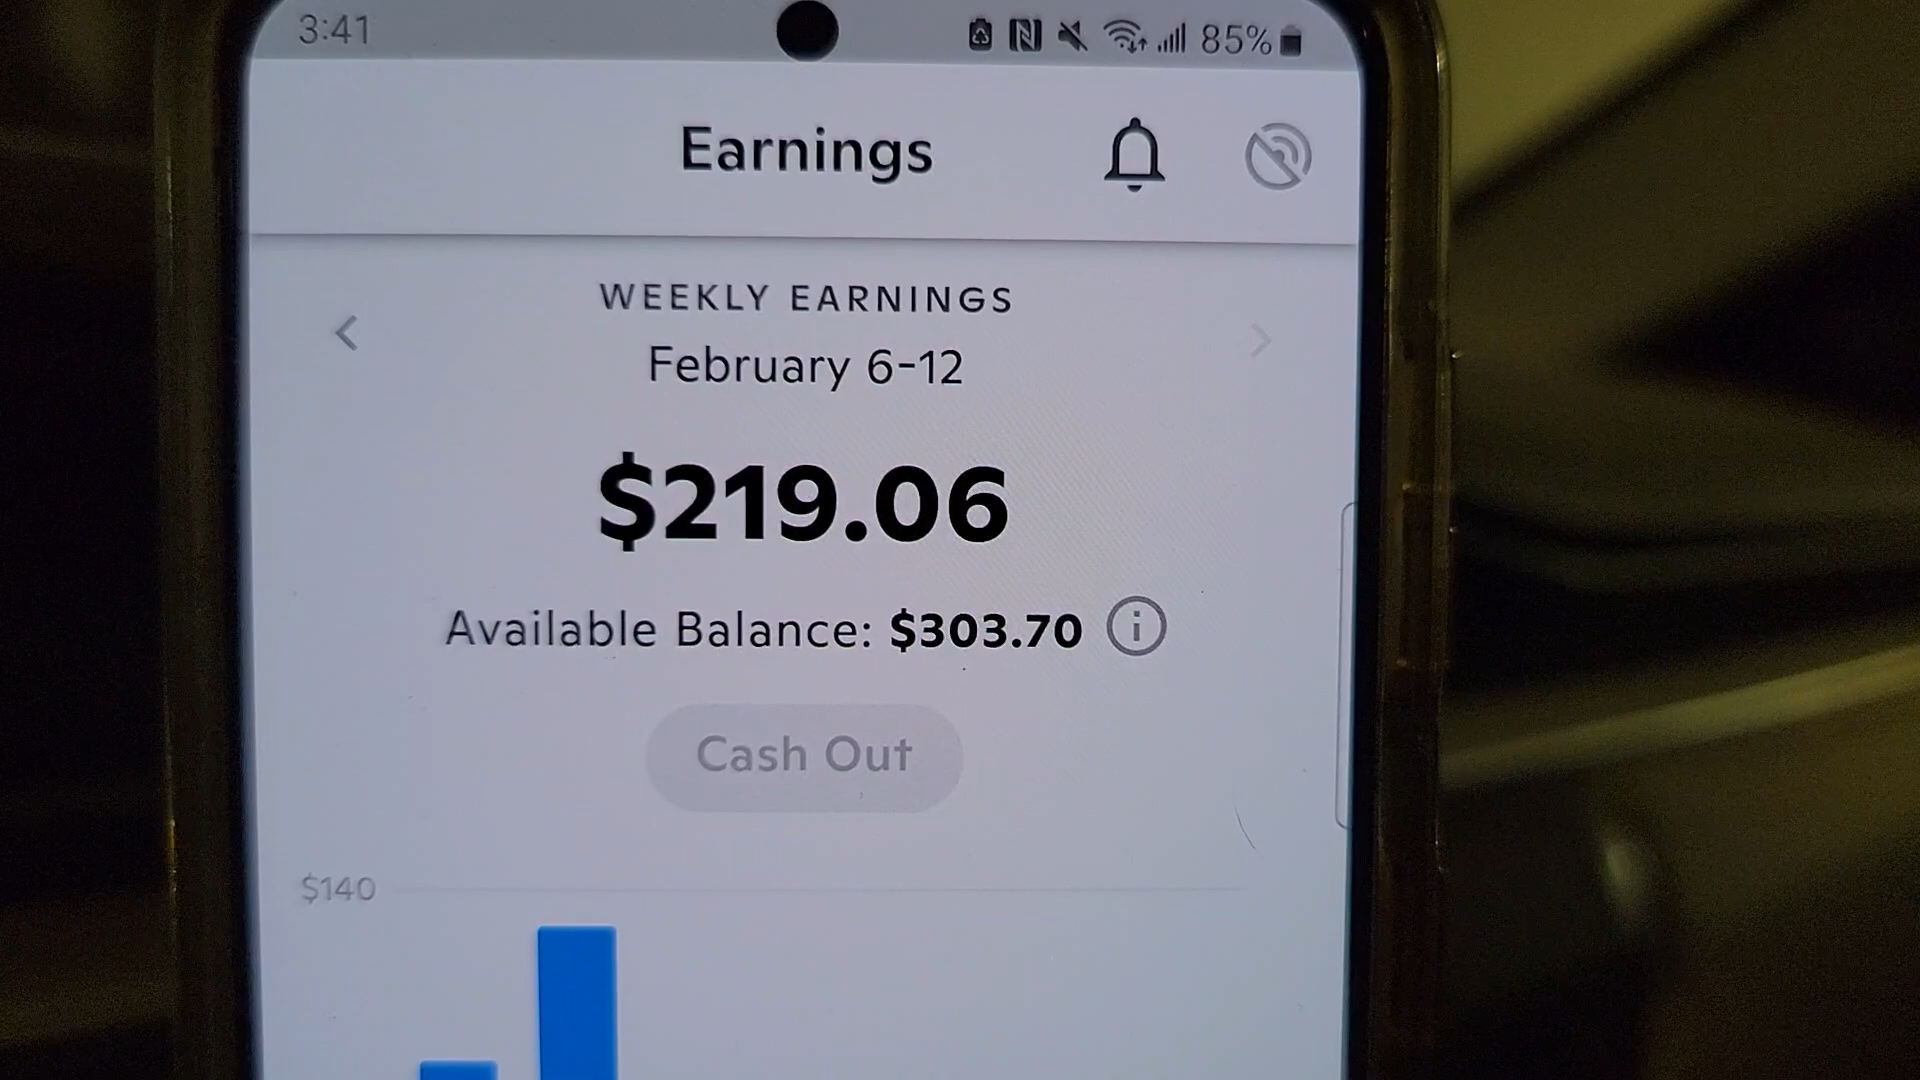 3:41 85%
Earnings
WEEKLY EARNINGS
February 6-12
$219.06
Available Balance: $303.70
Cash Out
$140